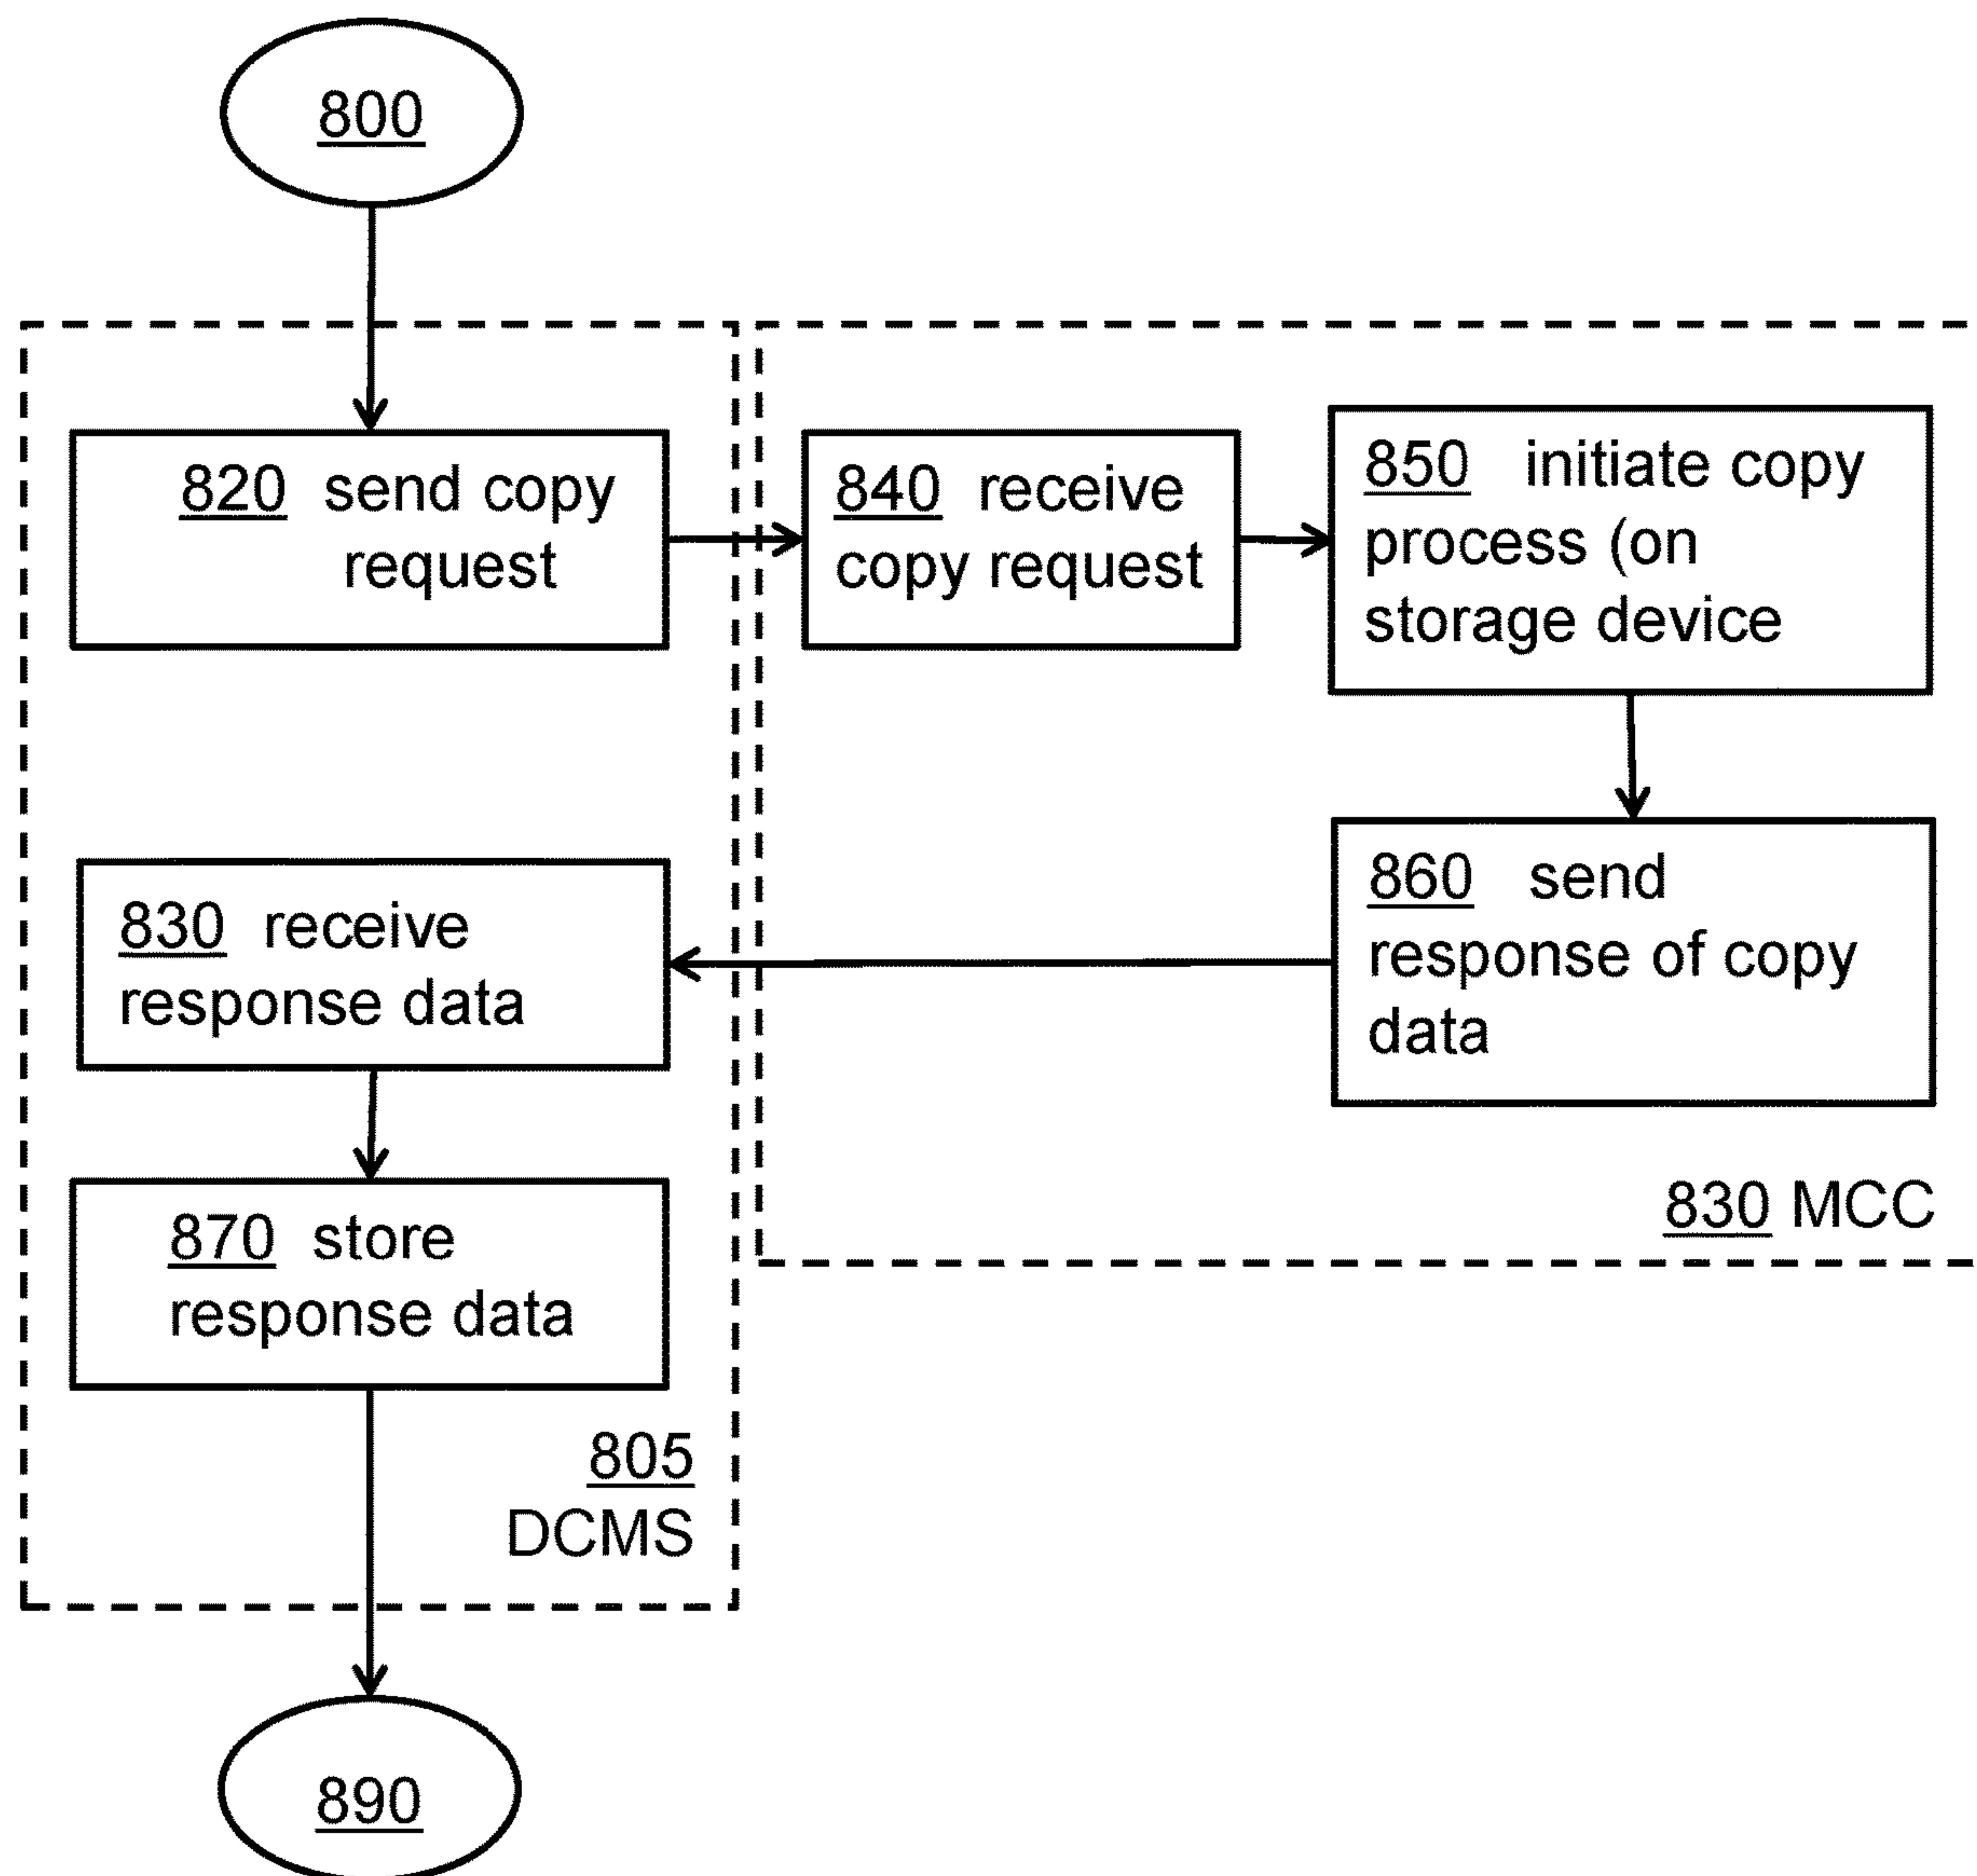 800
820 send copy
request
840 receive
copy request
850 initiate copy
process (on
storage device
860 send
response of copy
data
830 receive
response data
870 store
response data
830 MCC
805
DCMS
890